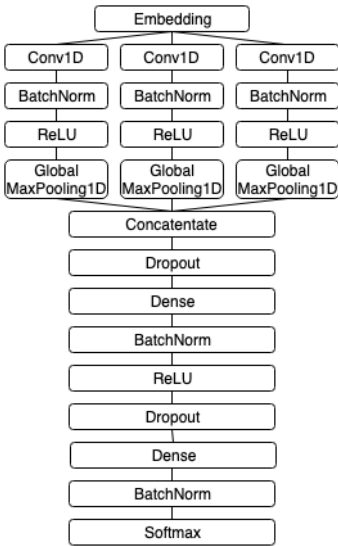 Embedding
Conv1D Conv1D Conv1D
BatchNorm BatchNorm BatchNorm
ReLU ReLU ReLU
Global Global Global
MaxPooling1D MaxPooling1D MaxPooling1D
Concatentate
Dropout
Dense
BatchNorm
ReLU
Dropout
Dense
BatchNorm
Softmax